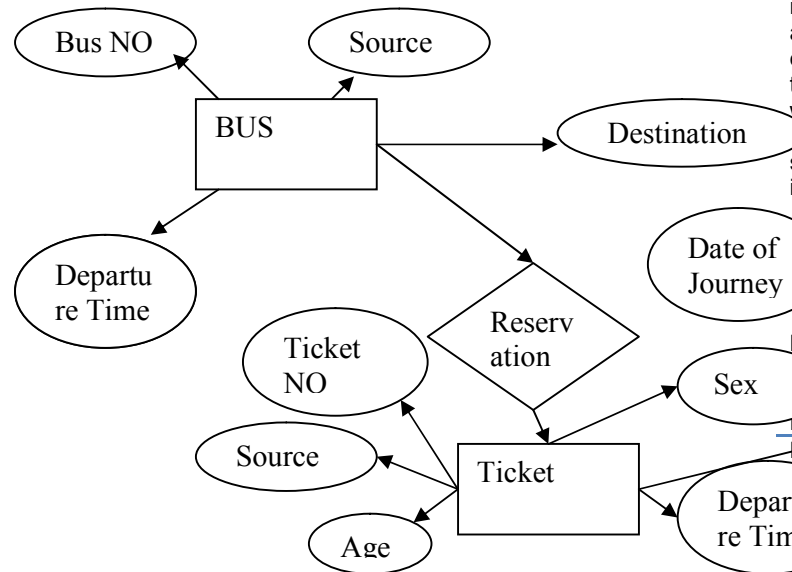 Bus NO
Source
BUS
Destination
Departu
re Time
Date of
Journey
Reserv
ation
Ticket
NO
Sex
Source
Ticket
Age